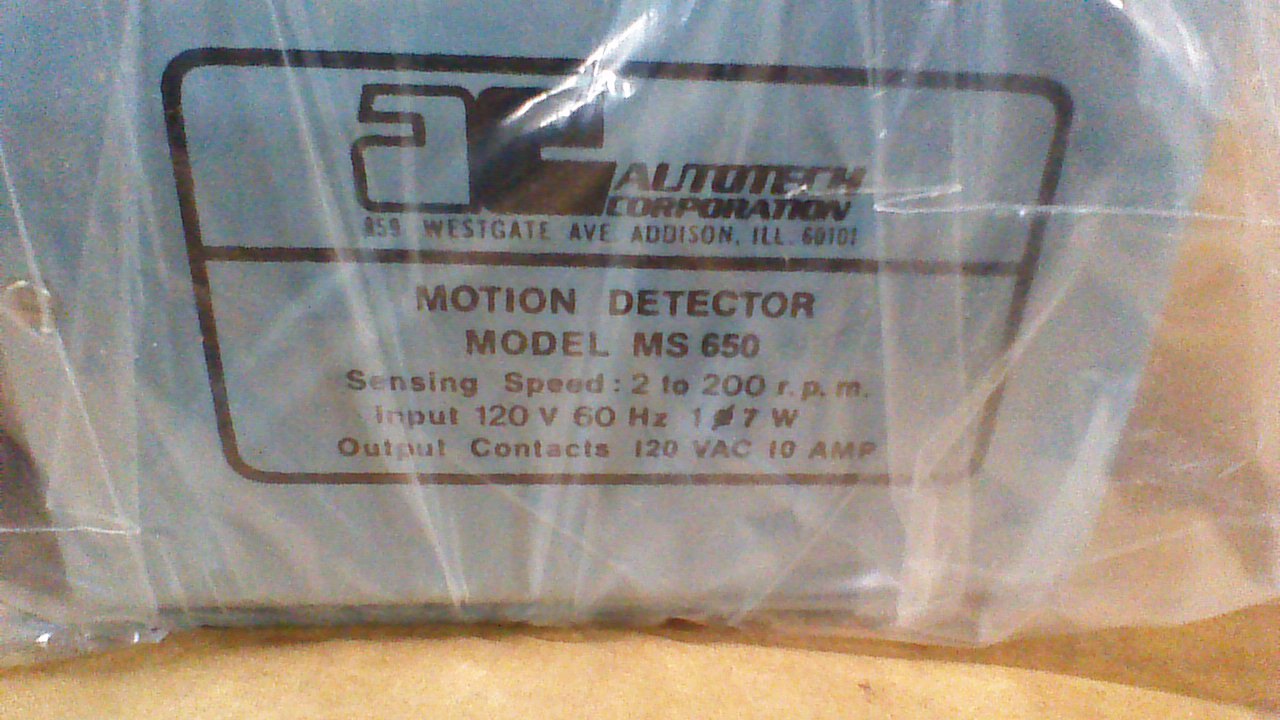 AUTOTECH
CORPORATION
859 WESTGATE AVE. ADDISON, ILL. 60101
MOTION DETECTOR
MODEL MS 650
Sensing Speed : 2 to 200 r.p.m.
Input 120 V 60 Hz 1 ø 7 W
Output Contacts 120 VAC 10 AMP